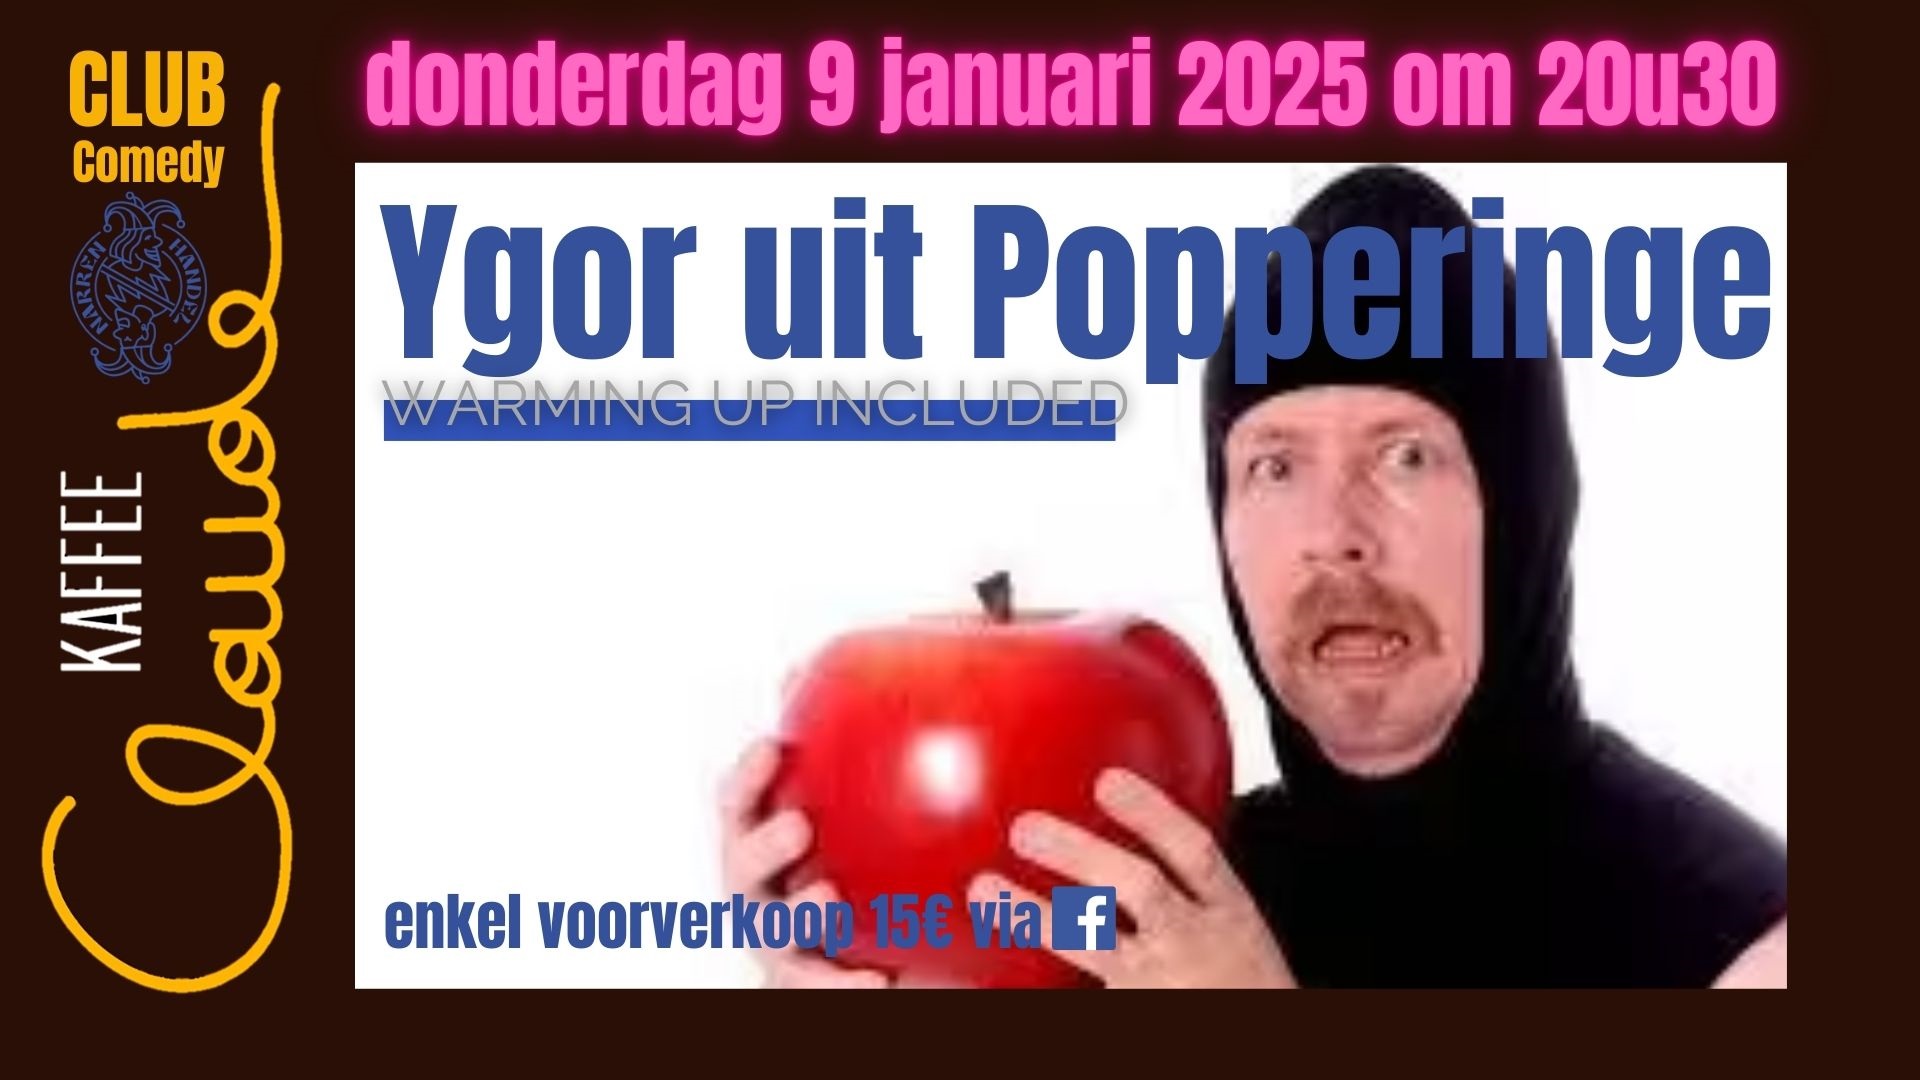 donderdag 9 januari 2025 om 20u30
CLUB
Comedy
NARREN HANDEL
KAFFEE
Claude
Ygor uit Popperinge
WARMING UP INCLUDED
enkel voorverkoop 15€ via f